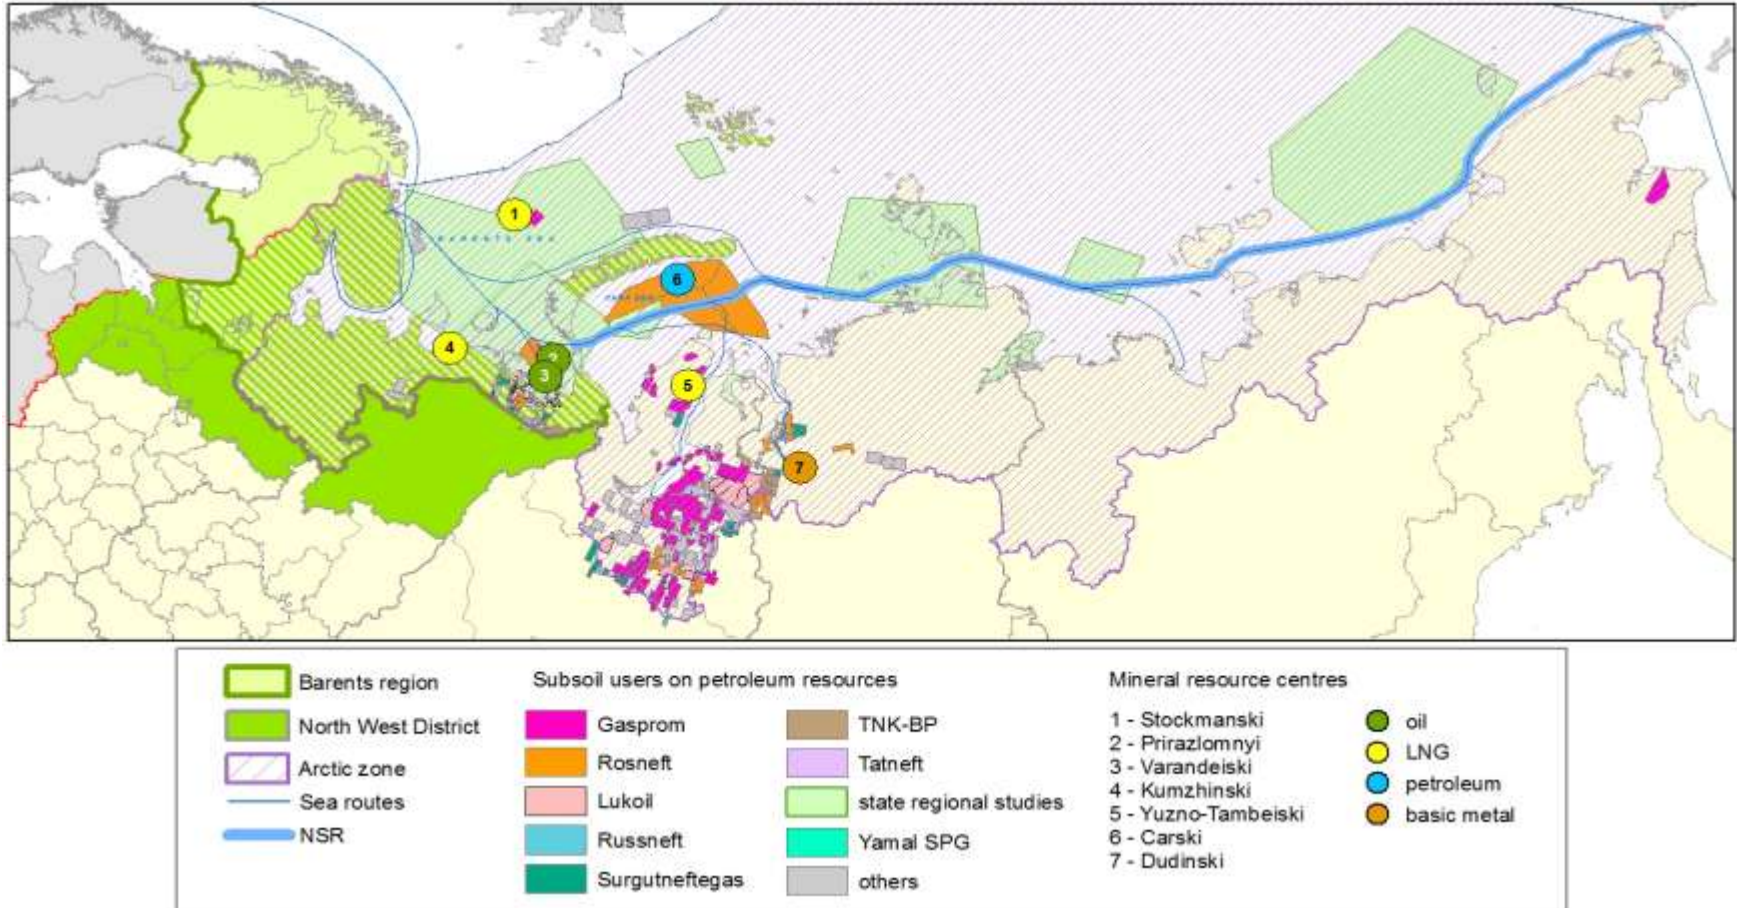 1
BARENTS SEA
6
4
2
3
5
7
Barents region
North West District
Arctic zone
Sea routes
NSR
Subsoil users on petroleum resources
Gasprom
Rosneft
Lukoil
Russneft
Surgutneftegas
TNK-BP
Tatneft
state regional studies
Yamal SPG
others
Mineral resource centres
1 - Stockmanski
2 - Prirazlomnyi
3 - Varandeiski
4 - Kumzhinski
5 - Yuzno-Tambeiski
6 - Carski
7 - Dudinski
oil
LNG
petroleum
basic metal